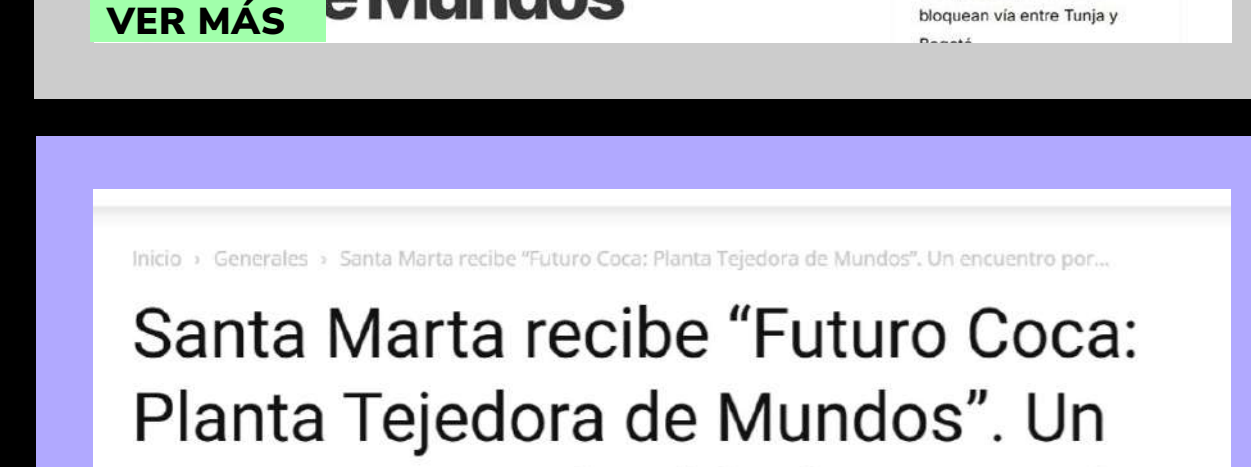 VER MÁS
e Mundos
bloquean vía entre Tunja y
Inicio › Generales › Santa Marta recibe “Futuro Coca: Planta Tejedora de Mundos”. Un encuentro por...
Santa Marta recibe “Futuro Coca:
Planta Tejedora de Mundos”. Un